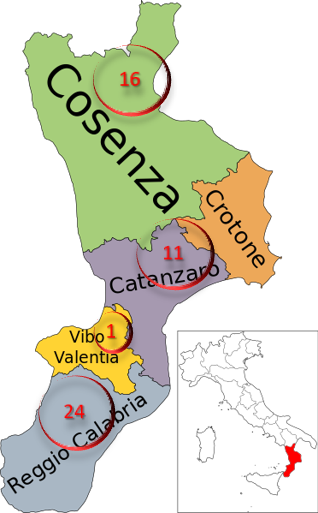 16
Cosenza
Crotone
11
Catanzaro
1
Vibo
Valentia
24
Reggio Calabria